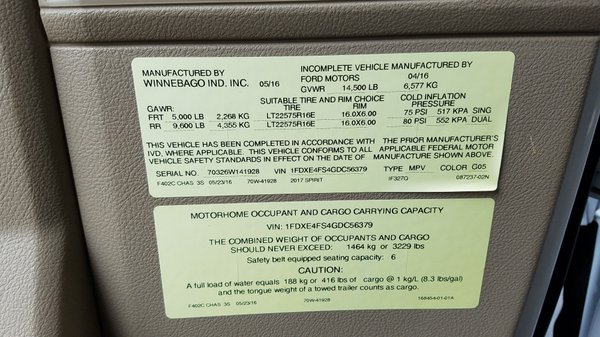 MANUFACTURED BY
WINNEBAGO IND. INC. 05/16
INCOMPLETE VEHICLE MANUFACTURED BY
FORD MOTORS 04/16
GVWR 14,500 LB 6,577 KG
GAWR: SUITABLE TIRE AND RIM CHOICE COLD INFLATION
TIRE RIM PRESSURE
FRT 5,000 LB 2,268 KG LT22575R16E 16.0X6.00 75 PSI 517 KPA SING
RR 9,600 LB 4,355 KG LT22575R16E 16.0X6.00 80 PSI 552 KPA DUAL
THIS VEHICLE HAS BEEN COMPLETED IN ACCORDANCE WITH THE PRIOR MANUFACTURER'S
IVD, WHERE APPLICABLE. THIS VEHICLE CONFORMS TO ALL APPLICABLE FEDERAL MOTOR
VEHICLE SAFETY STANDARDS IN EFFECT ON THE DATE OF MANUFACTURE SHOWN ABOVE.
SERIAL NO. 70326W141928 VIN 1FDXE4FS4GDC56379 TYPE MPV COLOR G05
F402C CHAS 3S 05/23/16 70W-41928 2017 SPIRIT IF327Q 087237-02N
MOTORHOME OCCUPANT AND CARGO CARRYING CAPACITY
VIN: 1FDXE4FS4GDC56379
THE COMBINED WEIGHT OF OCCUPANTS AND CARGO
SHOULD NEVER EXCEED: 1464 kg or 3229 lbs
Safety belt equipped seating capacity: 6
CAUTION:
A full load of water equals 188 kg or 416 lbs of cargo @ 1 kg/L (8.3 lbs/gal)
and the tongue weight of a towed trailer counts as cargo.
F402C CHAS 3S 05/23/16 70W-41928 168454-01-01A